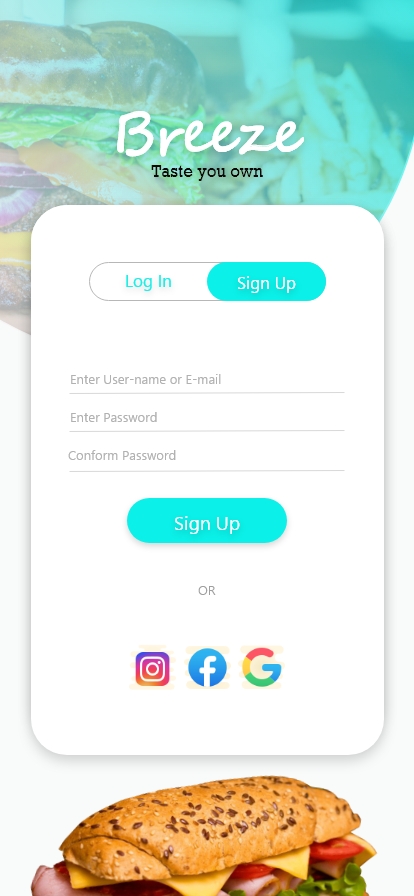 Breeze
Taste you own
Log In
Sign Up
Enter User-name or E-mail
Enter Password
Conform Password
Sign Up
OR